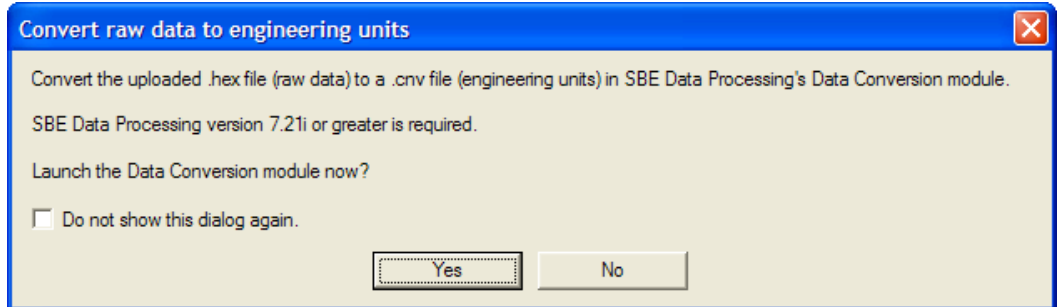 Convert raw data to engineering units
Convert the uploaded .hex file (raw data) to a .cnv file (engineering units) in SBE Data Processing's Data Conversion module.
SBE Data Processing version 7.21i or greater is required.
Launch the Data Conversion module now?
Do not show this dialog again.
Yes No